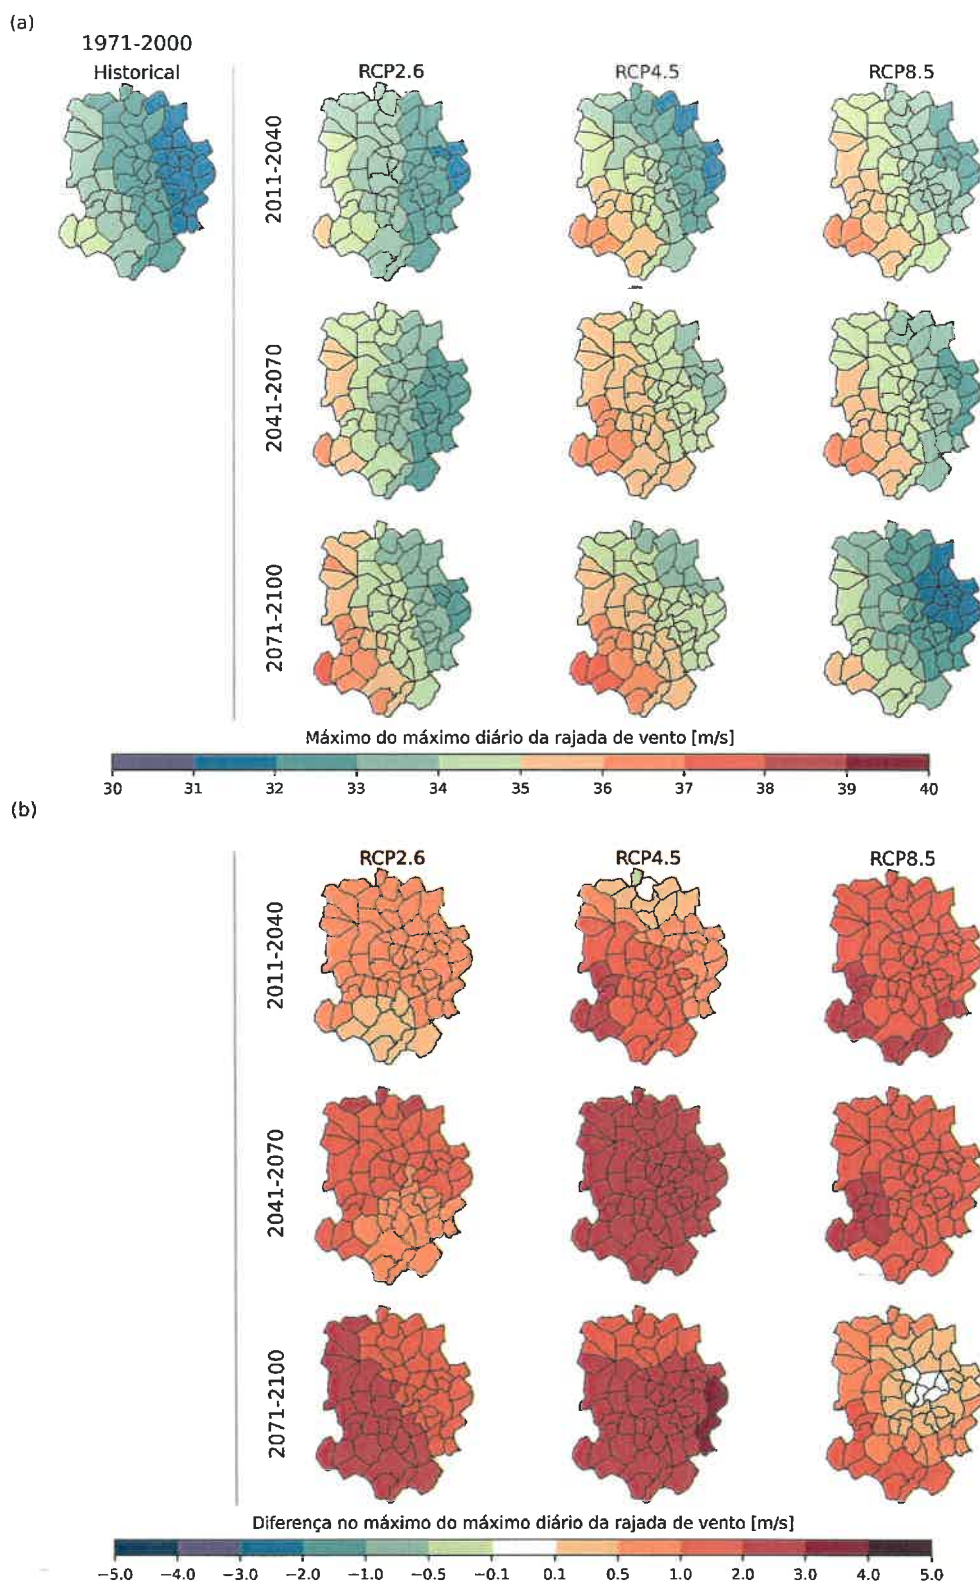 (a)
1971-2000
Historical
RCP2.6
RCP4.5
RCP8.5
2011-2040
2041-2070
2071-2100
Máximo do máximo diário da rajada de vento [m/s]
30 31 32 33 34 35 36 37 38 39 40
(b)
RCP2.6
RCP4.5
RCP8.5
2011-2040
2041-2070
2071-2100
Diferença no máximo do máximo diário da rajada de vento [m/s]
−5.0 −4.0 −3.0 −2.0 −1.0 −0.5 −0.1 0.1 0.5 1.0 2.0 3.0 4.0 5.0